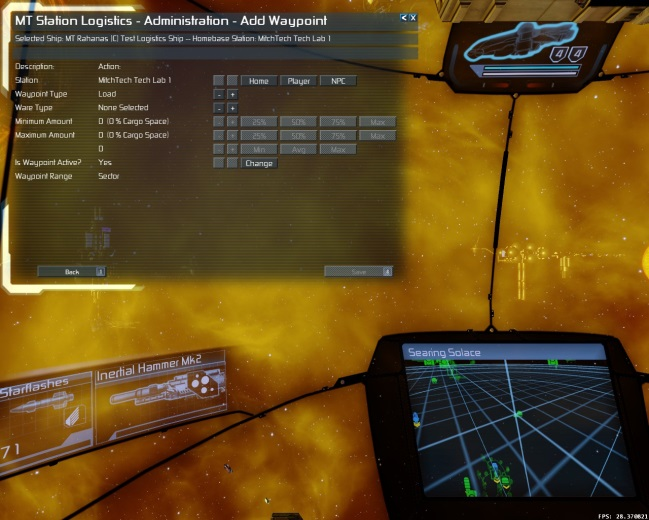 MT Station Logistics - Administration - Add Waypoint
< X
Selected Ship: MT Rahanas (C) Test Logistics Ship -- Homebase Station: MitchTech Tech Lab 1
Description: Action:
Station MitchTech Tech Lab 1 Home Player NPC
Waypoint Type Load - +
Ware Type None Selected - +
Minimum Amount 0 (0 % Cargo Space) - + 25% 50% 75% Max
Maximum Amount 0 (0 % Cargo Space) - + 25% 50% 75% Max
0 - + Min Avg Max
Is Waypoint Active? Yes Change
Waypoint Range Sector
Back 1
Save
4 4
Searing Solace
Starflashes
71
Inertial Hammer Mk2
FPS: 28.370821